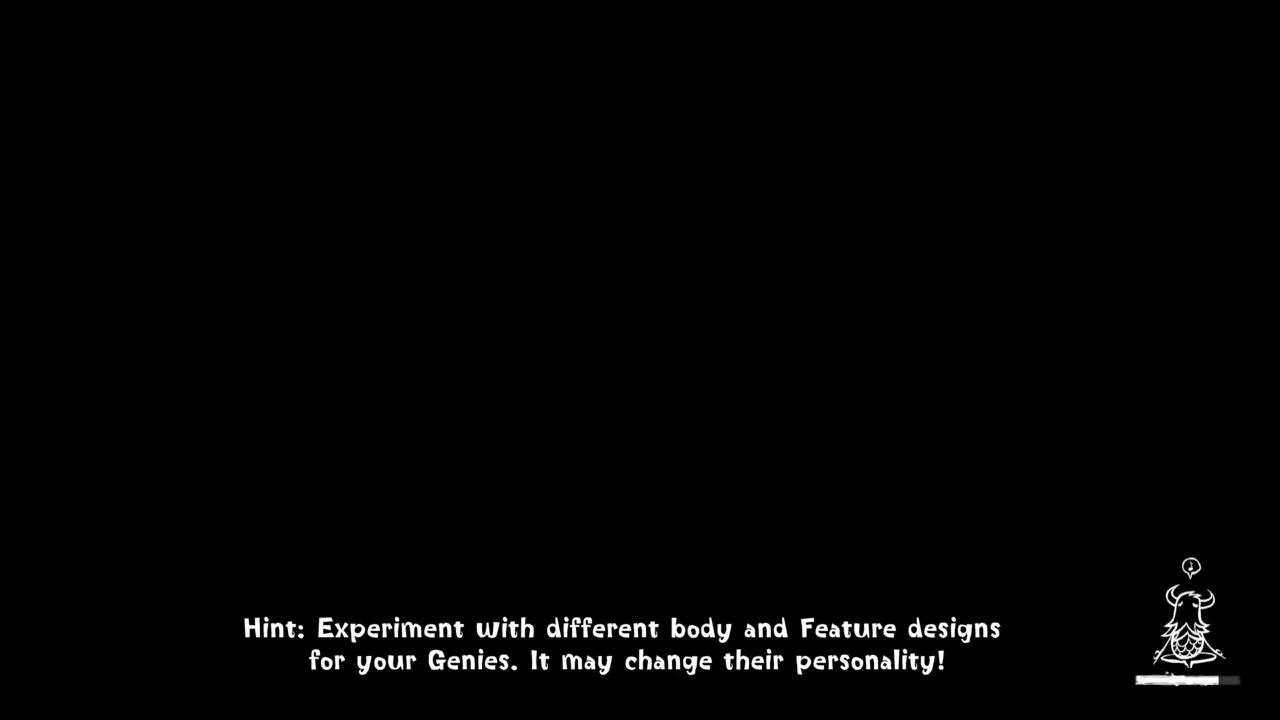 Hint: Experiment with different body and Feature designs
for your Genies. It may change their personality!